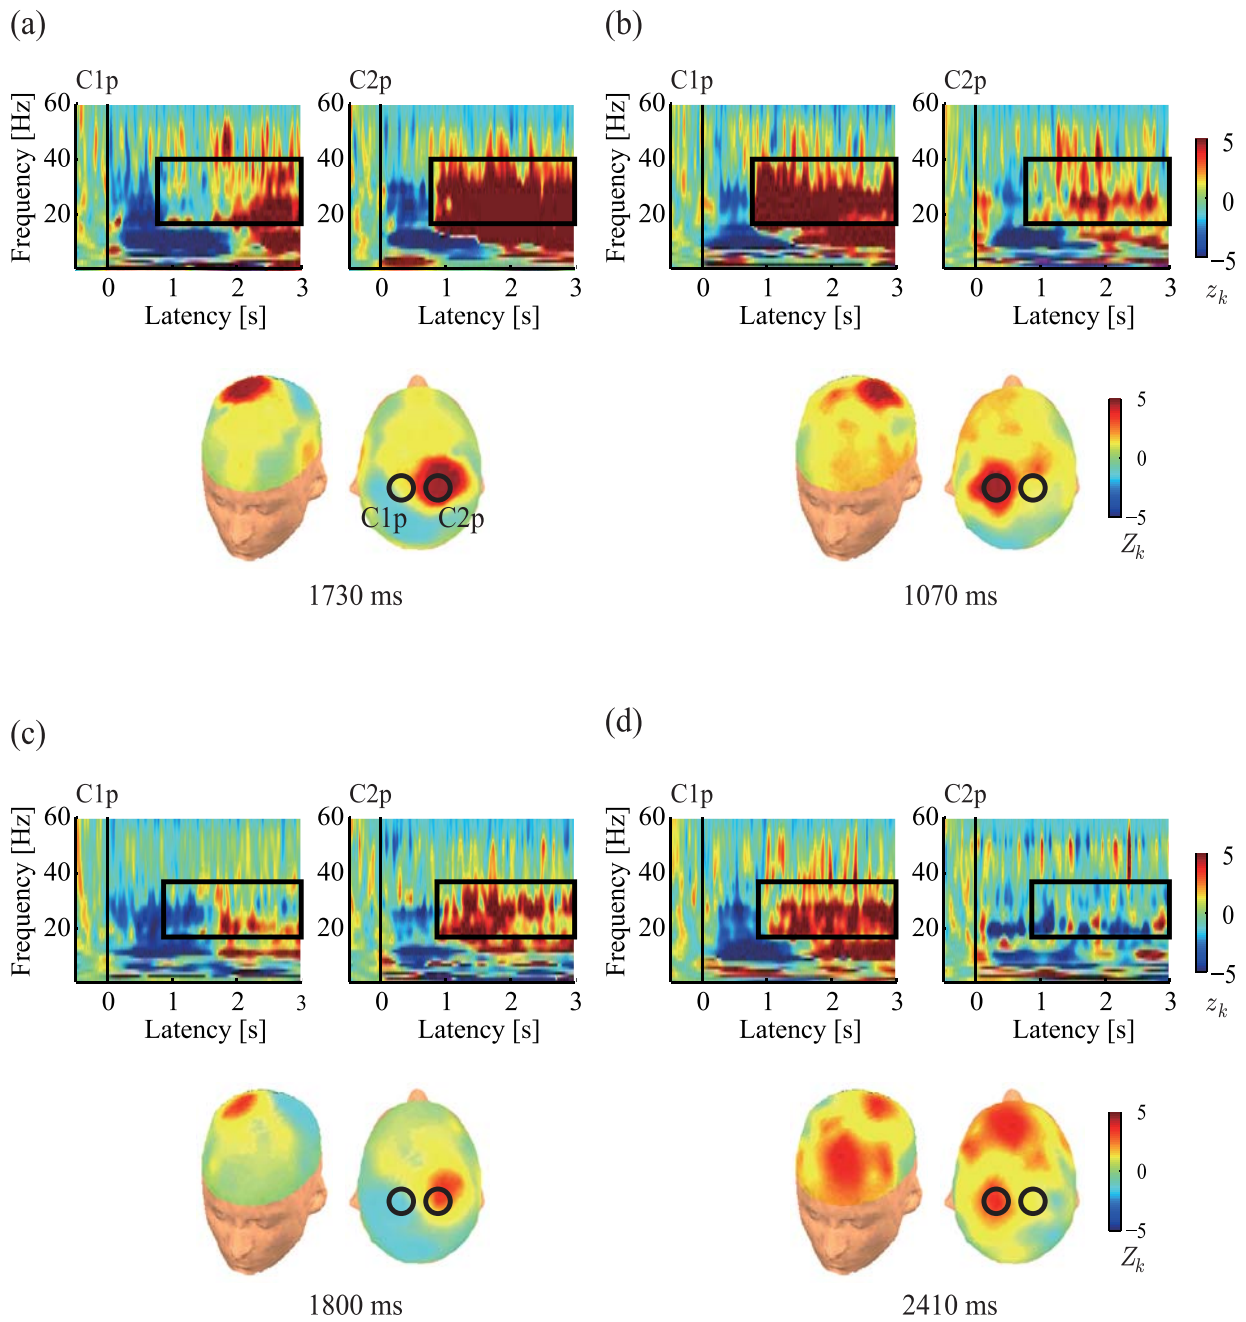 (a)
(b)
C1p
C2p
C1p
C2p
60
60
60
60
Frequency [Hz]
40
40
Frequency [Hz]
40
40
20
20
20
20
5
0
−5
z_k
0 1 2 3
0 1 2 3
0 1 2 3
0 1 2 3
Latency [s]
Latency [s]
Latency [s]
Latency [s]
C1p
C2p
5
0
−5
Z_k
1730 ms
1070 ms
(c)
(d)
C1p
C2p
C1p
C2p
60
60
60
60
Frequency [Hz]
40
40
Frequency [Hz]
40
40
20
20
20
20
5
0
−5
z_k
0 1 2 3
0 1 2 3
0 1 2 3
0 1 2 3
Latency [s]
Latency [s]
Latency [s]
Latency [s]
5
0
−5
Z_k
1800 ms
2410 ms